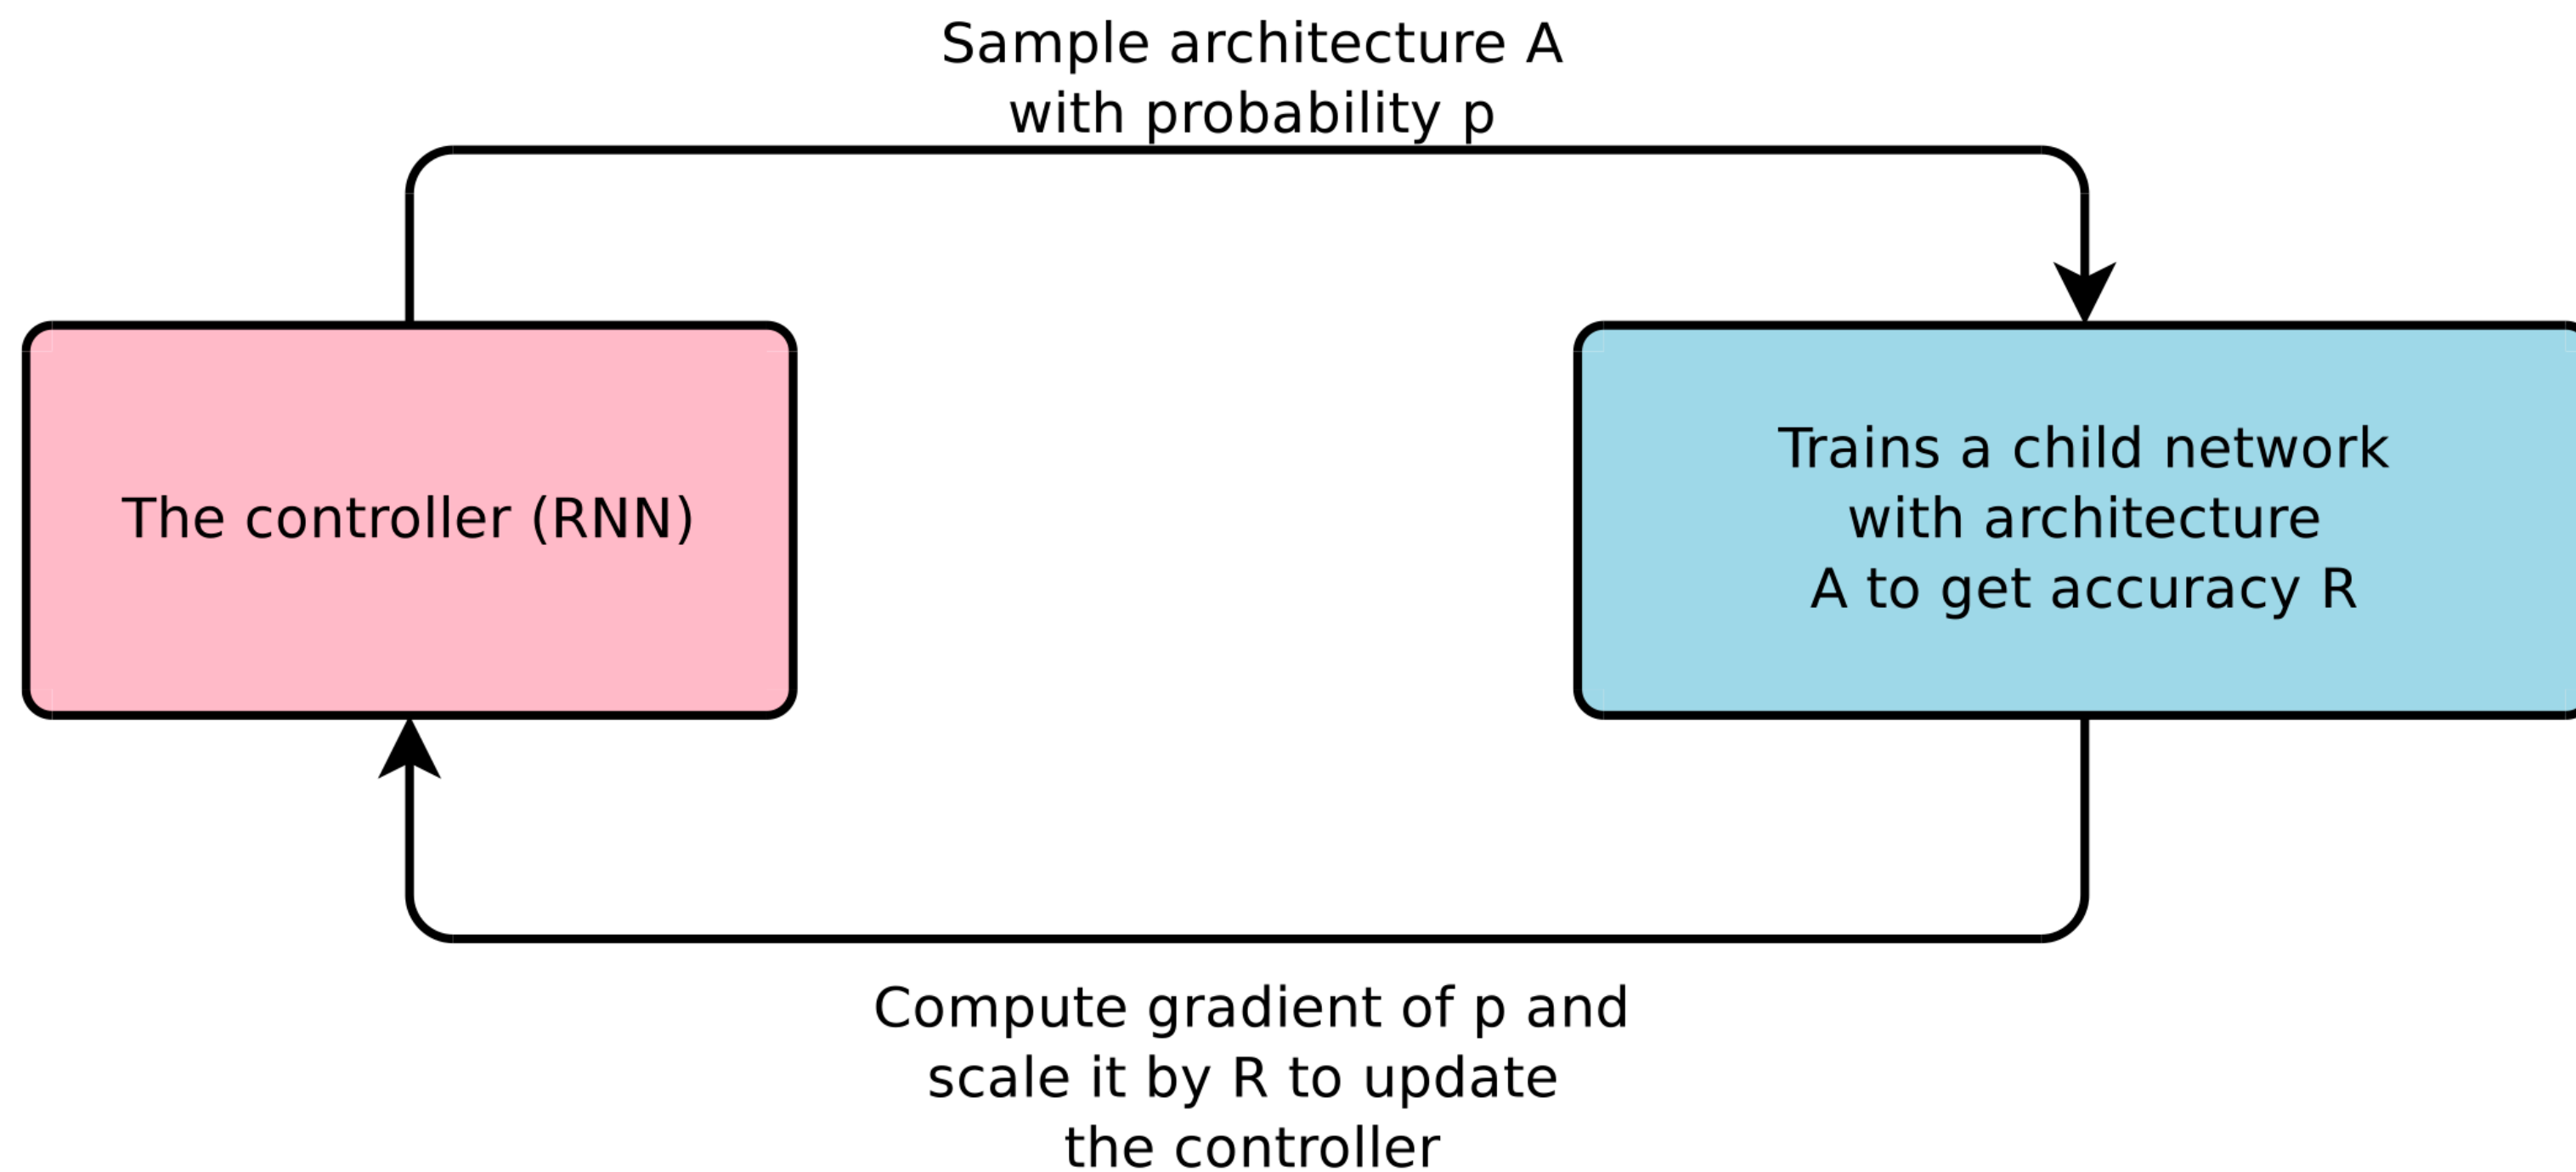 Sample architecture A
with probability p
The controller (RNN)
Trains a child network
with architecture
A to get accuracy R
Compute gradient of p and
scale it by R to update
the controller